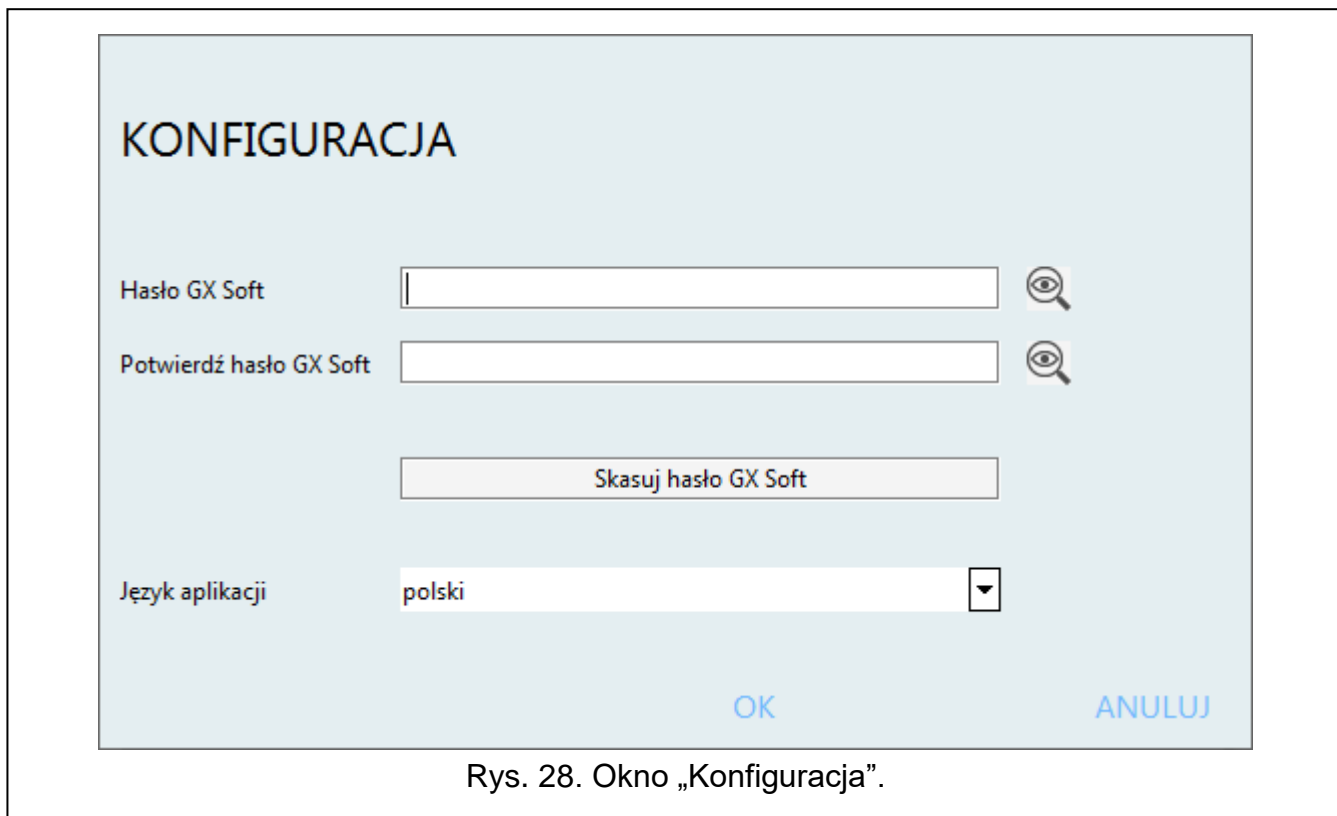 KONFIGURACJA
Hasło GX Soft
Potwierdź hasło GX Soft
Skasuj hasło GX Soft
Język aplikacji polski
OK ANULUJ
Rys. 28. Okno „Konfiguracja”.